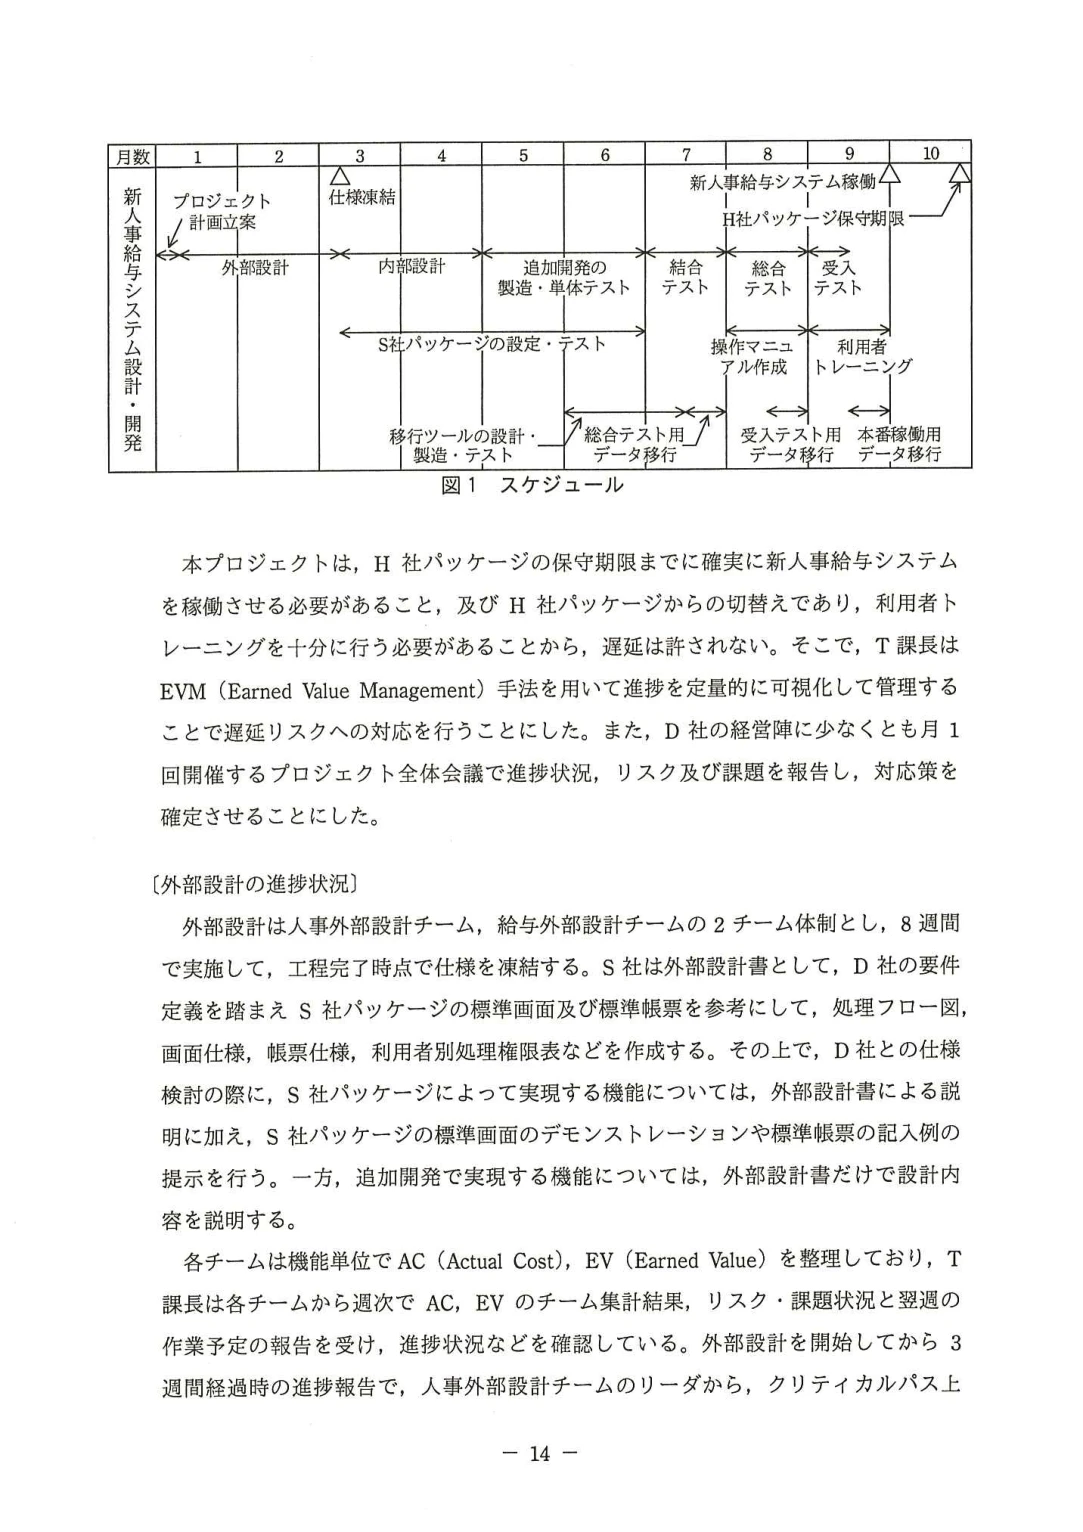 月数 1 2 3 4 5 6 7 8 9 10
新人事給与システム設計・開発
プロジェクト
計画立案
仕様凍結
新人事給与システム稼働
H社パッケージ保守期限
外部設計
内部設計
追加開発の
製造・単体テスト
結合
テスト
総合
テスト
受入
テスト
S社パッケージの設定・テスト
操作マニュ
アル作成
利用者
トレーニング
移行ツールの設計・
製造・テスト
総合テスト用
データ移行
受入テスト用
データ移行
本番稼働用
データ移行
図1 スケジュール
本プロジェクトは，H 社パッケージの保守期限までに確実に新人事給与システム
を稼働させる必要があること，及び H 社パッケージからの切替えであり，利用者ト
レーニングを十分に行う必要があることから，遅延は許されない。そこで，T 課長は
EVM（Earned Value Management）手法を用いて進捗を定量的に可視化して管理する
ことで遅延リスクへの対応を行うことにした。また，D 社の経営陣に少なくとも月 1
回開催するプロジェクト全体会議で進捗状況，リスク及び課題を報告し，対応策を
確定させることにした。
〔外部設計の進捗状況〕
外部設計は人事外部設計チーム，給与外部設計チームの 2 チーム体制とし，8 週間
で実施して，工程完了時点で仕様を凍結する。S 社は外部設計書として，D 社の要件
定義を踏まえ S 社パッケージの標準画面及び標準帳票を参考にして，処理フロー図，
画面仕様，帳票仕様，利用者別処理権限表などを作成する。その上で，D 社との仕様
検討の際に，S 社パッケージによって実現する機能については，外部設計書による説
明に加え，S 社パッケージの標準画面のデモンストレーションや標準帳票の記入例の
提示を行う。一方，追加開発で実現する機能については，外部設計書だけで設計内
容を説明する。
各チームは機能単位で AC（Actual Cost），EV（Earned Value）を整理しており，T
課長は各チームから週次で AC，EV のチーム集計結果，リスク・課題状況と翌週の
作業予定の報告を受け，進捗状況などを確認している。外部設計を開始してから 3
週間経過時の進捗報告で，人事外部設計チームのリーダから，クリティカルパス上
－ 14 －